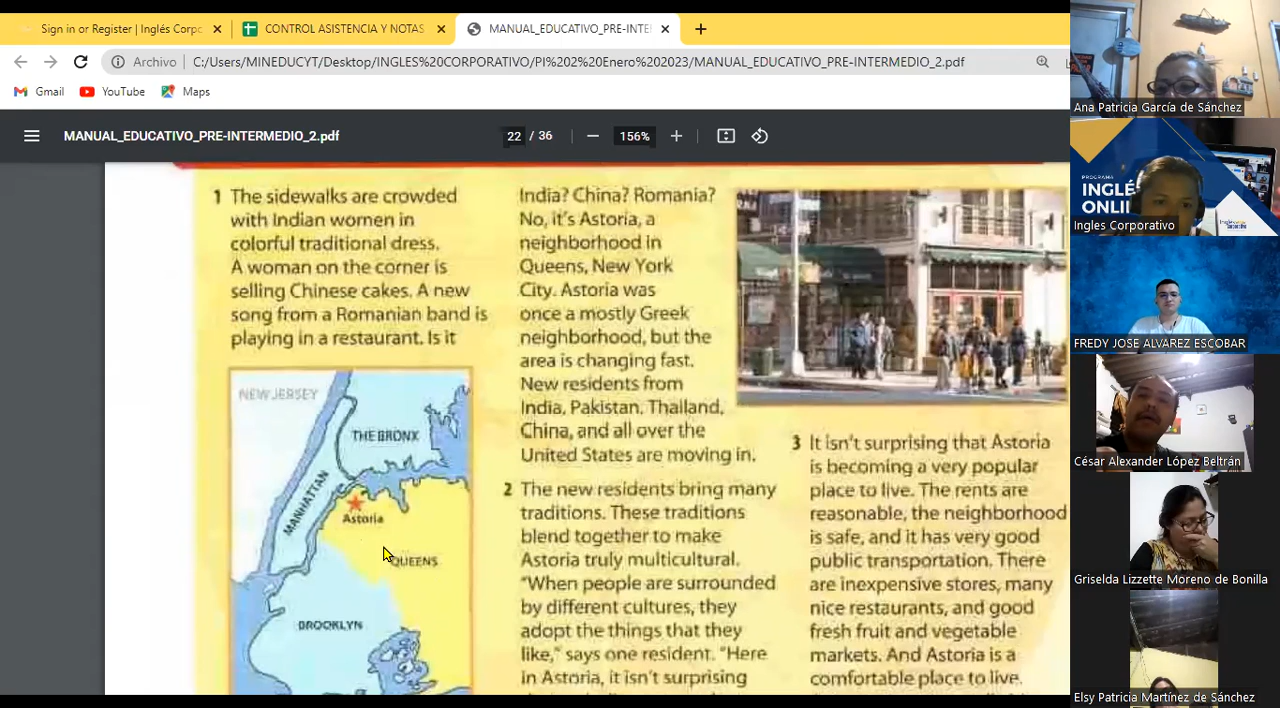 Sign in or Register | Inglés Corpo
CONTROL ASISTENCIA Y NOTAS
MANUAL_EDUCATIVO_PRE-INTE
Archivo
C:/Users/MINEDUCYT/Desktop/INGLES%20CORPORATIVO/PI%202%20Enero%202023/MANUAL_EDUCATIVO_PRE-INTERMEDIO_2.pdf
Gmail
YouTube
Maps
MANUAL_EDUCATIVO_PRE-INTERMEDIO_2.pdf
22 / 36
156%
1 The sidewalks are crowded
with Indian women in
colorful traditional dress.
A woman on the corner is
selling Chinese cakes. A new
song from a Romanian band is
playing in a restaurant. Is it
NEW JERSEY
THE BRONX
MANHATTAN
Astoria
QUEENS
BROOKLYN
India? China? Romania?
No, it's Astoria, a
neighborhood in
Queens, New York
City. Astoria was
once a mostly Greek
neighborhood, but the
area is changing fast.
New residents from
India, Pakistan, Thailand,
China, and all over the
United States are moving in.
2 The new residents bring many
traditions. These traditions
blend together to make
Astoria truly multicultural.
"When people are surrounded
by different cultures, they
adopt the things that they
like," says one resident. "Here
in Astoria, it isn't surprising
3 It isn't surprising that Astoria
is becoming a very popular
place to live. The rents are
reasonable, the neighborhood
is safe, and it has very good
public transportation. There
are inexpensive stores, many
nice restaurants, and good
fresh fruit and vegetable
markets. And Astoria is a
comfortable place to live.
Ana Patricia García de Sánchez
PROGRAMA
INGLÉ
ONLI
Ingles Corporativo
FREDY JOSE ALVAREZ ESCOBAR
César Alexander López Beltrán
Griselda Lizzette Moreno de Bonilla
Elsy Patricia Martínez de Sánchez